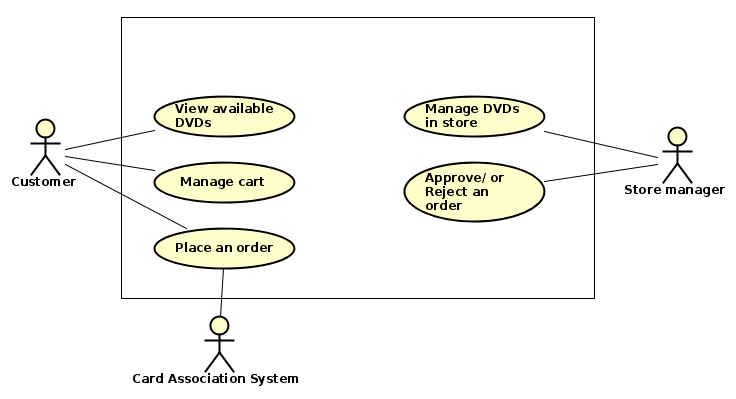 View available
DVDs
Manage DVDs
in store
Customer
Manage cart
Approve/ or
Reject an
order
Store manager
Place an order
Card Association System